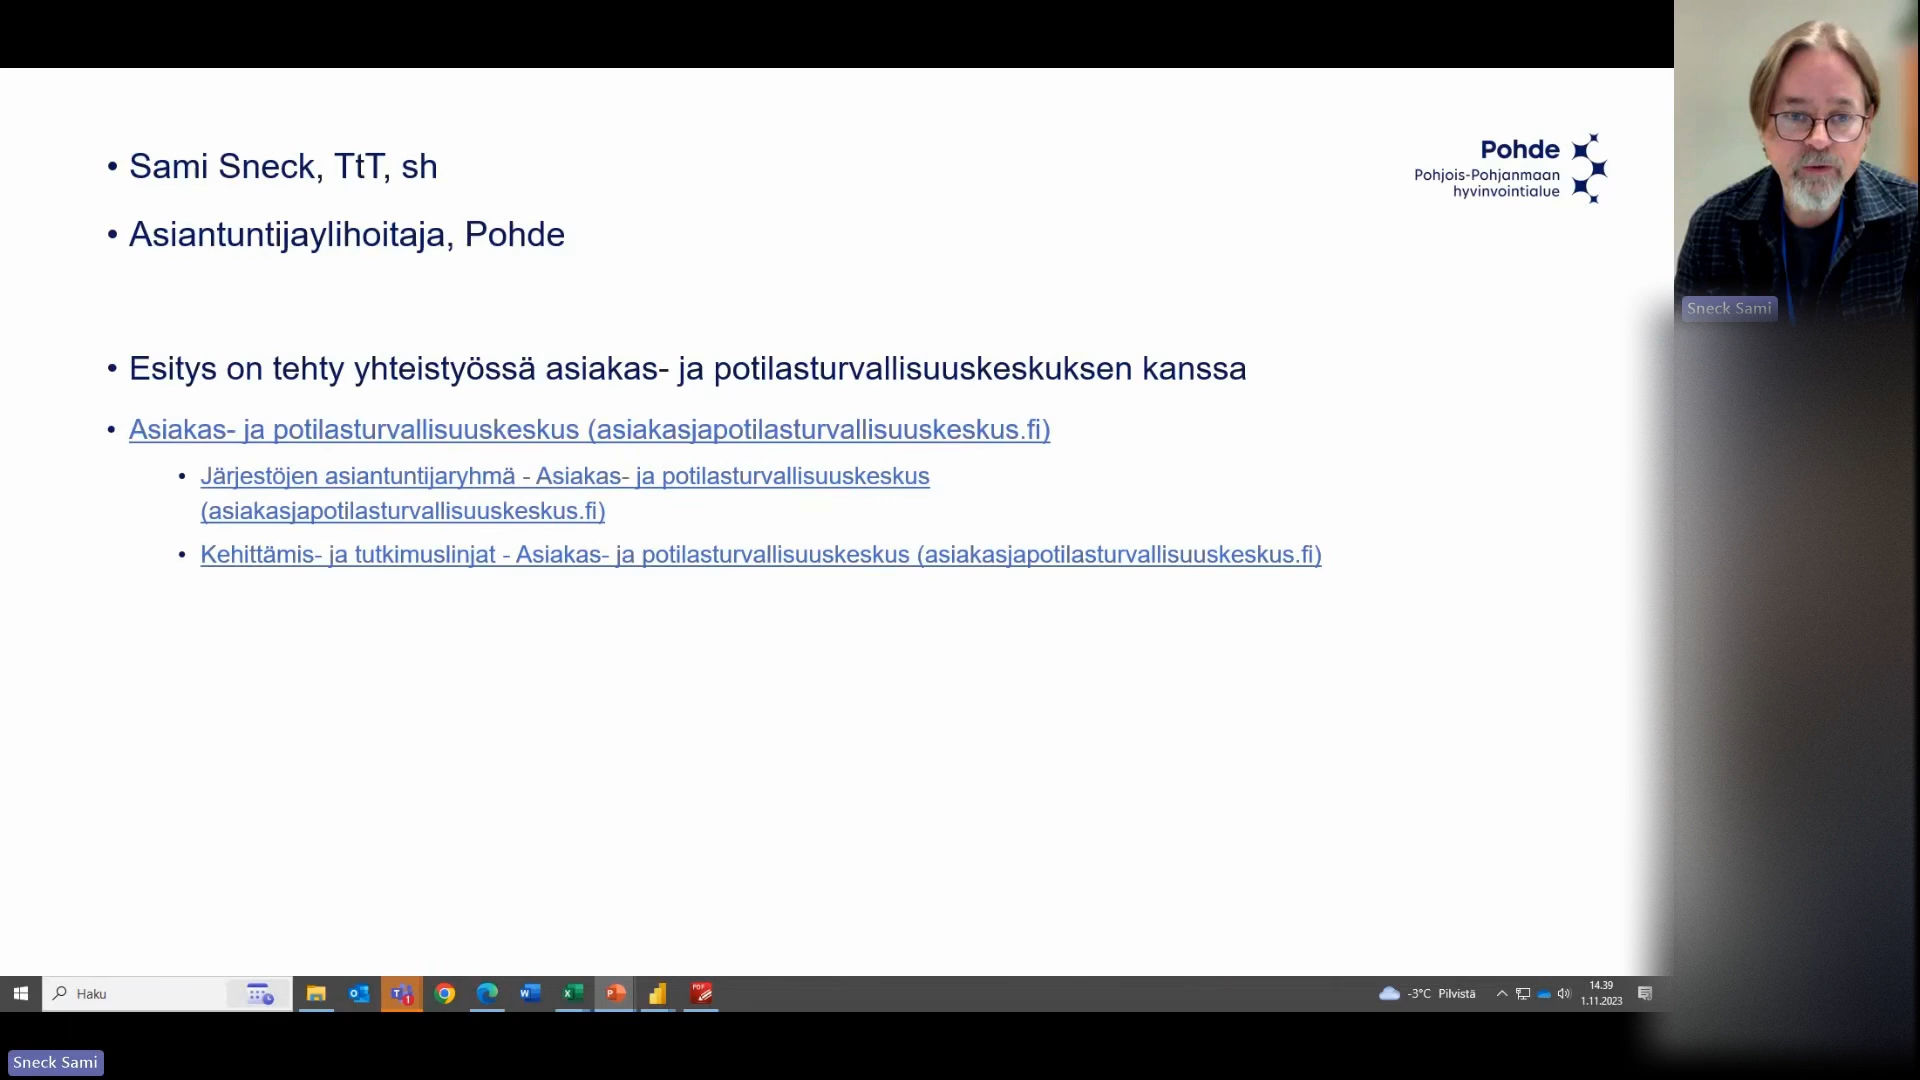 • Sami Sneck, TtT, sh
• Asiantuntijaylihoitaja, Pohde
Pohde
Pohjois-Pohjanmaan
hyvinvointialue
• Esitys on tehty yhteistyössä asiakas- ja potilasturvallisuuskeskuksen kanssa
• Asiakas- ja potilasturvallisuuskeskus (asiakasjapotilasturvallisuuskeskus.fi)
• Järjestöjen asiantuntijaryhmä - Asiakas- ja potilasturvallisuuskeskus
(asiakasjapotilasturvallisuuskeskus.fi)
• Kehittämis- ja tutkimuslinjat - Asiakas- ja potilasturvallisuuskeskus (asiakasjapotilasturvallisuuskeskus.fi)
Sneck Sami
Haku
-3°C Pilvistä
14.39
1.11.2023
Sneck Sami